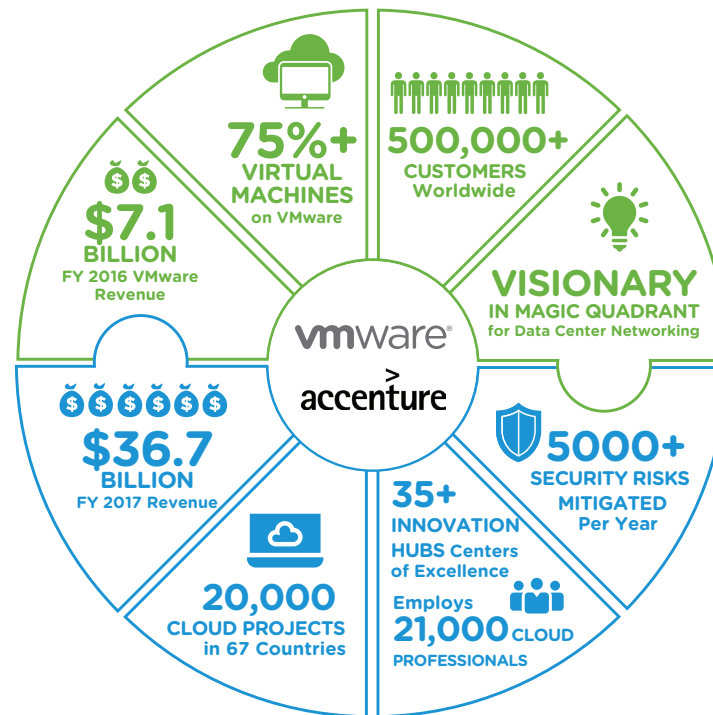 75%+
VIRTUAL
MACHINES
on VMware
500,000+
CUSTOMERS
Worldwide
$ $
$7.1
BILLION
FY 2016 VMware
Revenue
VISIONARY
IN MAGIC QUADRANT
for Data Center Networking
vmware®
>
accenture
$ $ $ $ $ $
$36.7
BILLION
FY 2017 Revenue
5000+
SECURITY RISKS
MITIGATED
Per Year
20,000
CLOUD PROJECTS
in 67 Countries
35+
INNOVATION
HUBS Centers
of Excellence
Employs
21,000 CLOUD
PROFESSIONALS